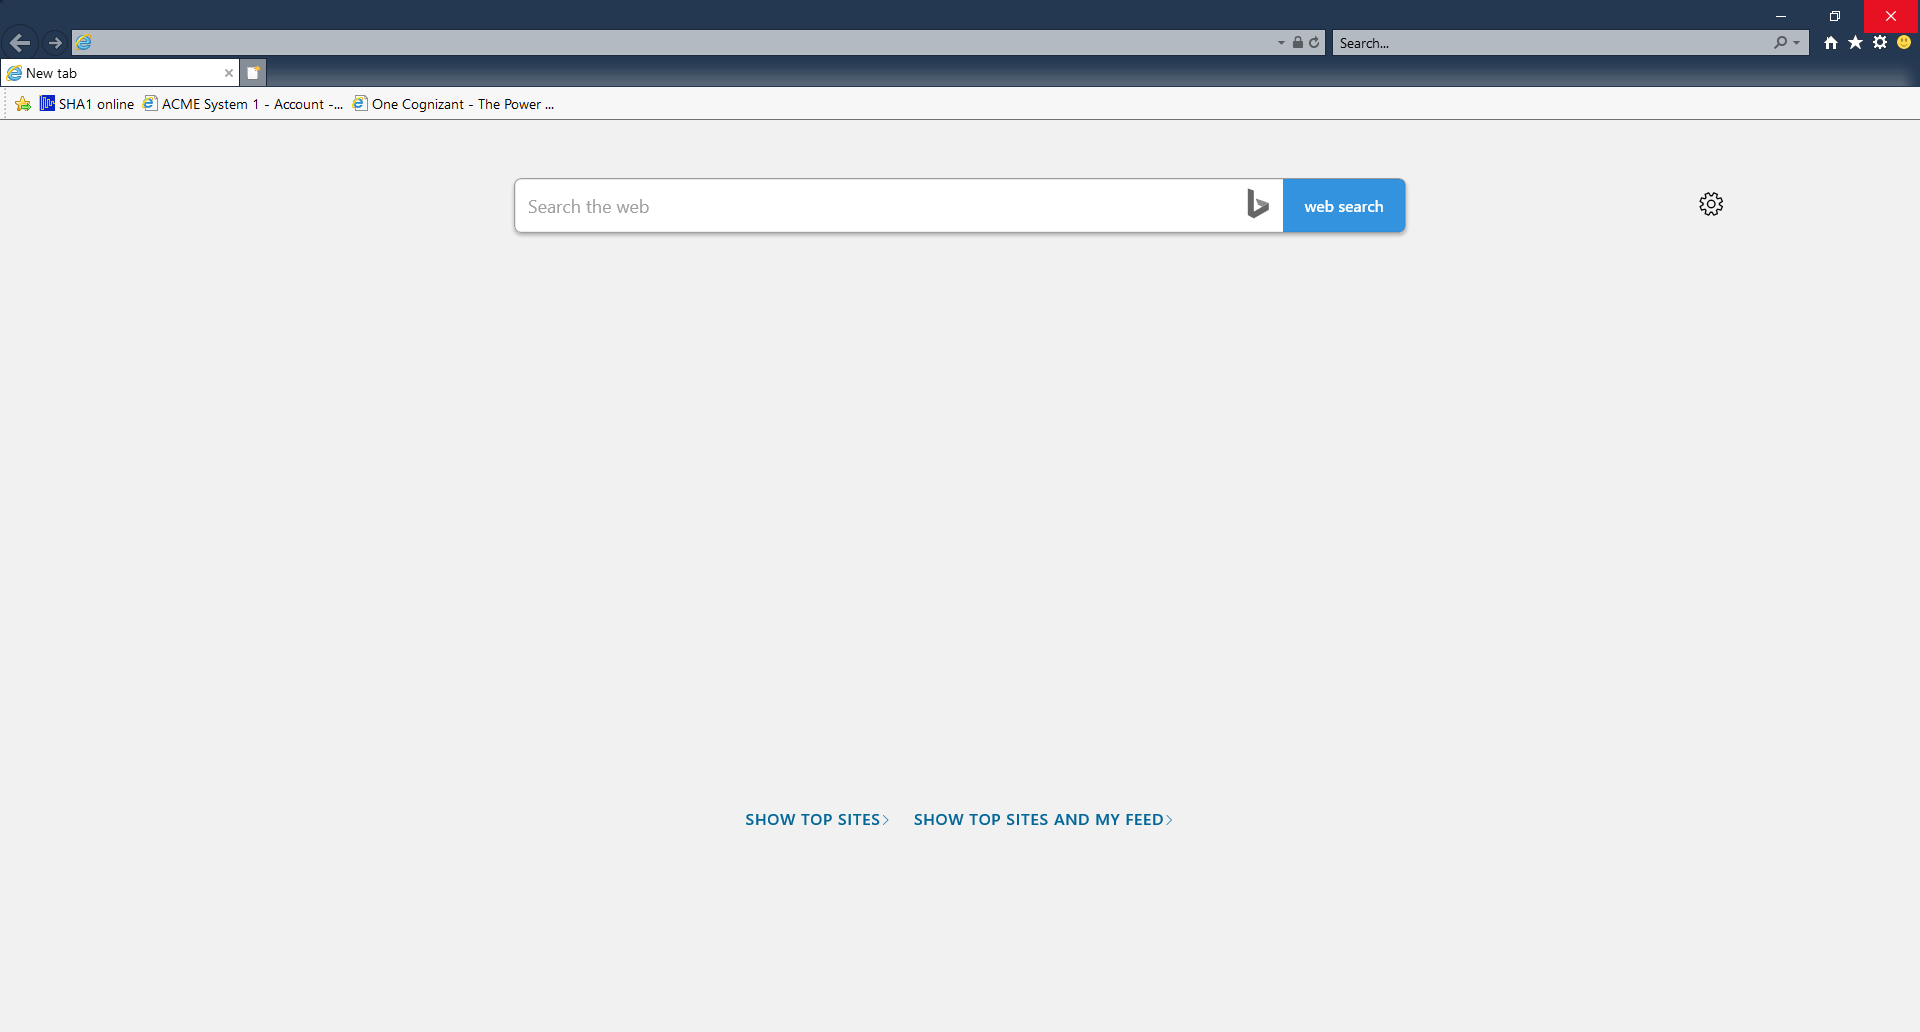 Search...
New tab
SHA1 online
ACME System 1 - Account -...
One Cognizant - The Power ...
Search the web
web search
SHOW TOP SITES
SHOW TOP SITES AND MY FEED